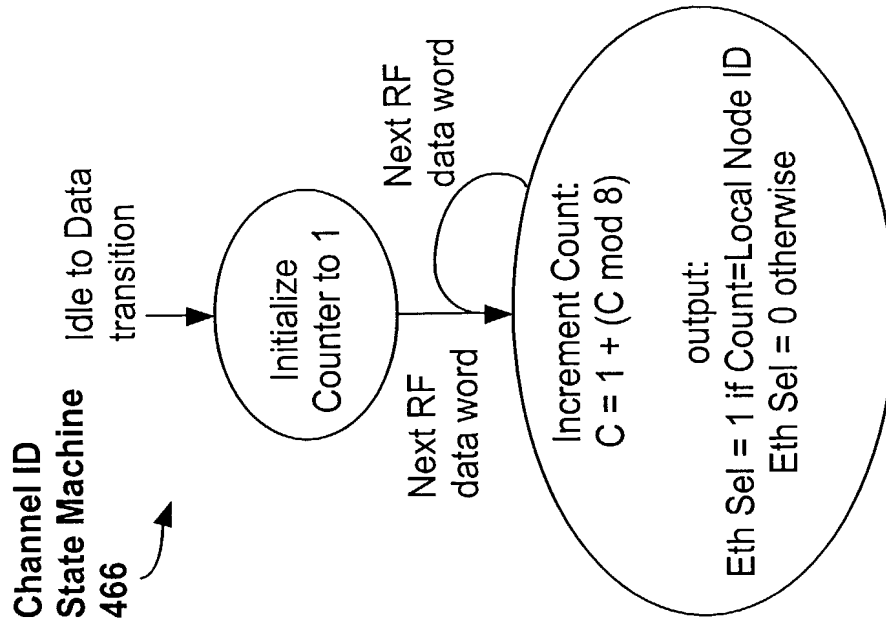 Channel ID
State Machine
466
Idle to Data
transition
Initialize
Counter to 1
Next RF
data word
Next RF
data word
Increment Count:
C = 1 + (C mod 8)
output:
Eth Sel = 1 if Count=Local Node ID
Eth Sel = 0 otherwise